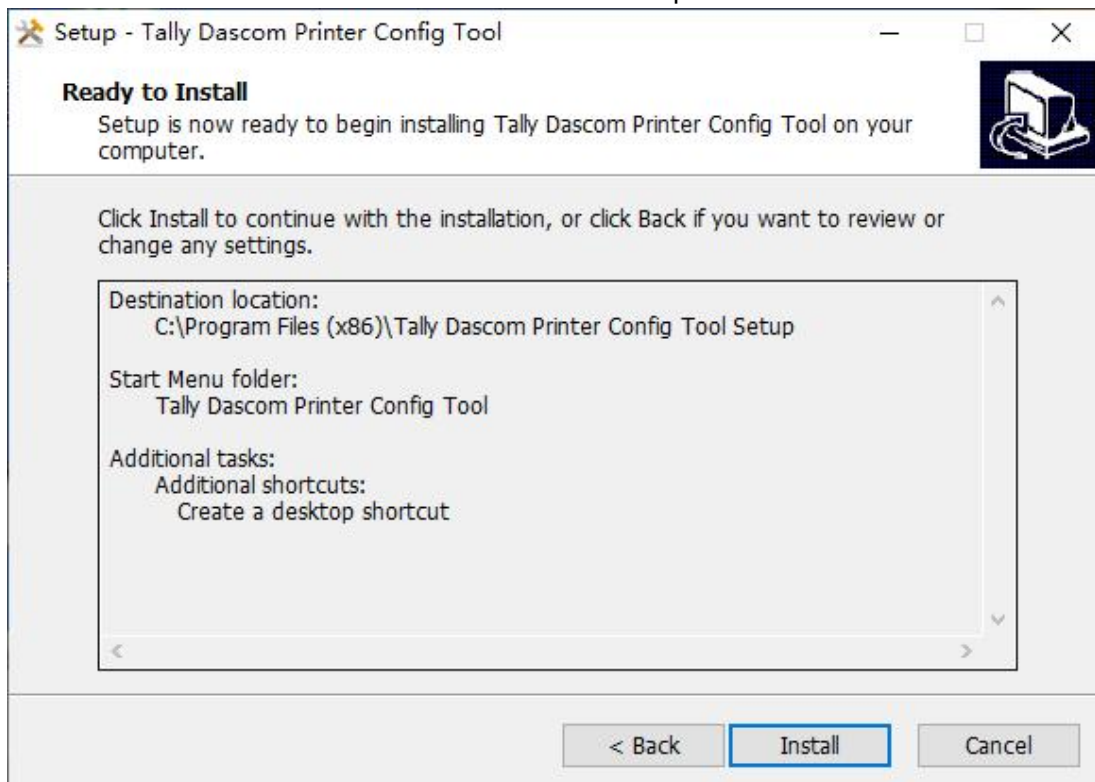 Setup - Tally Dascom Printer Config Tool
Ready to Install
Setup is now ready to begin installing Tally Dascom Printer Config Tool on your
computer.
Click Install to continue with the installation, or click Back if you want to review or
change any settings.
Destination location:
C:\Program Files (x86)\Tally Dascom Printer Config Tool Setup
Start Menu folder:
Tally Dascom Printer Config Tool
Additional tasks:
Additional shortcuts:
Create a desktop shortcut
< Back
Install
Cancel